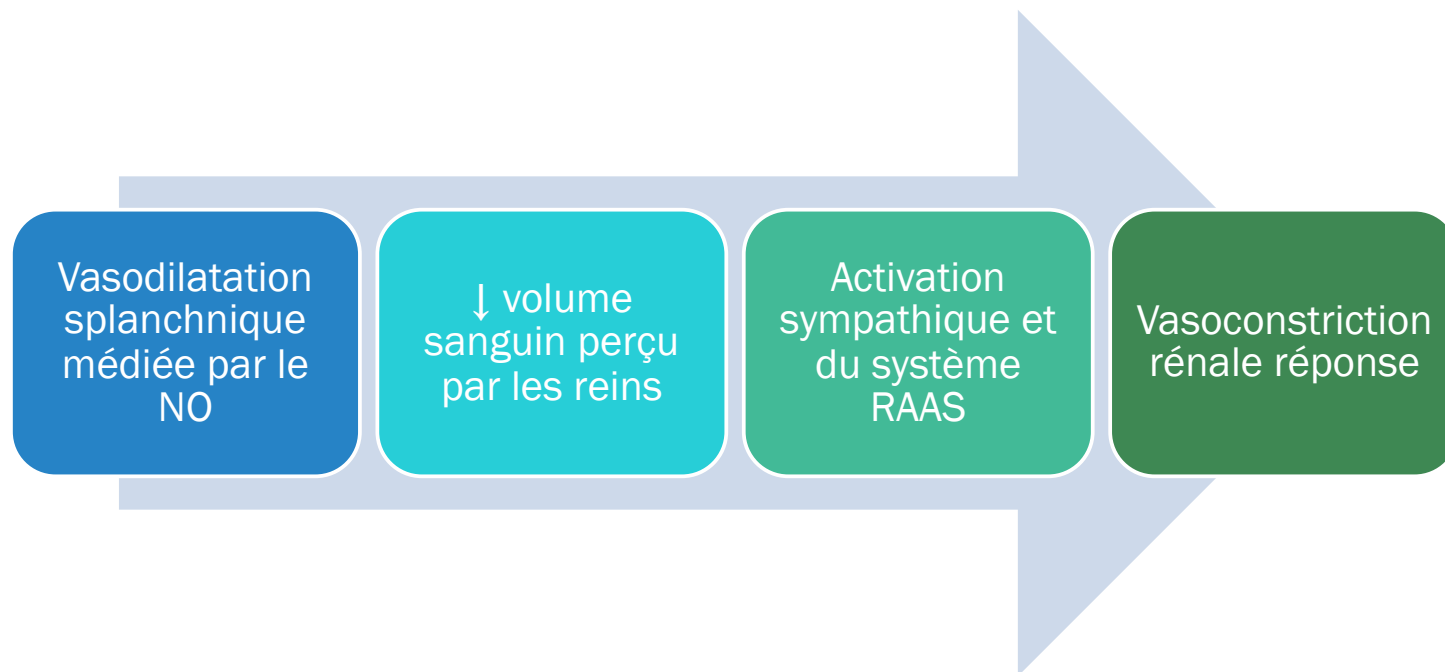 Vasodilatation
splanchnique
médiée par le
NO
↓ volume
sanguin perçu
par les reins
Activation
sympathique et
du système
RAAS
Vasoconstriction
rénale réponse